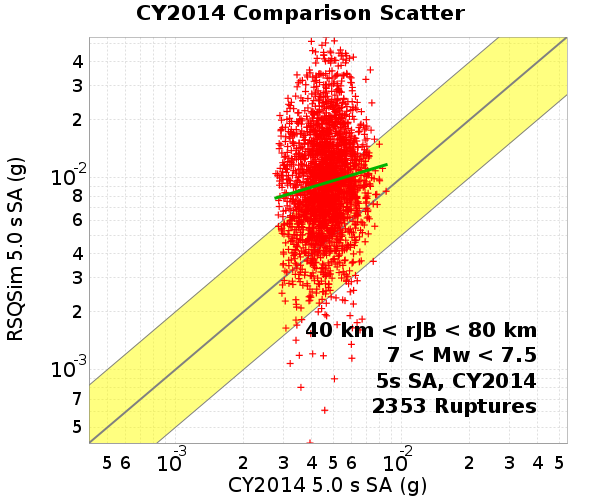 CY2014 Comparison Scatter
RSQSim 5.0 s SA (g)
4
3
2
10⁻²
8
6
4
3
2
10⁻³
7
5
40 km < rJB < 80 km
7 < Mw < 7.5
5s SA, CY2014
2353 Ruptures
5 6 10⁻³ 2 3 4 5 6 10⁻² 2 3 4 5
CY2014 5.0 s SA (g)